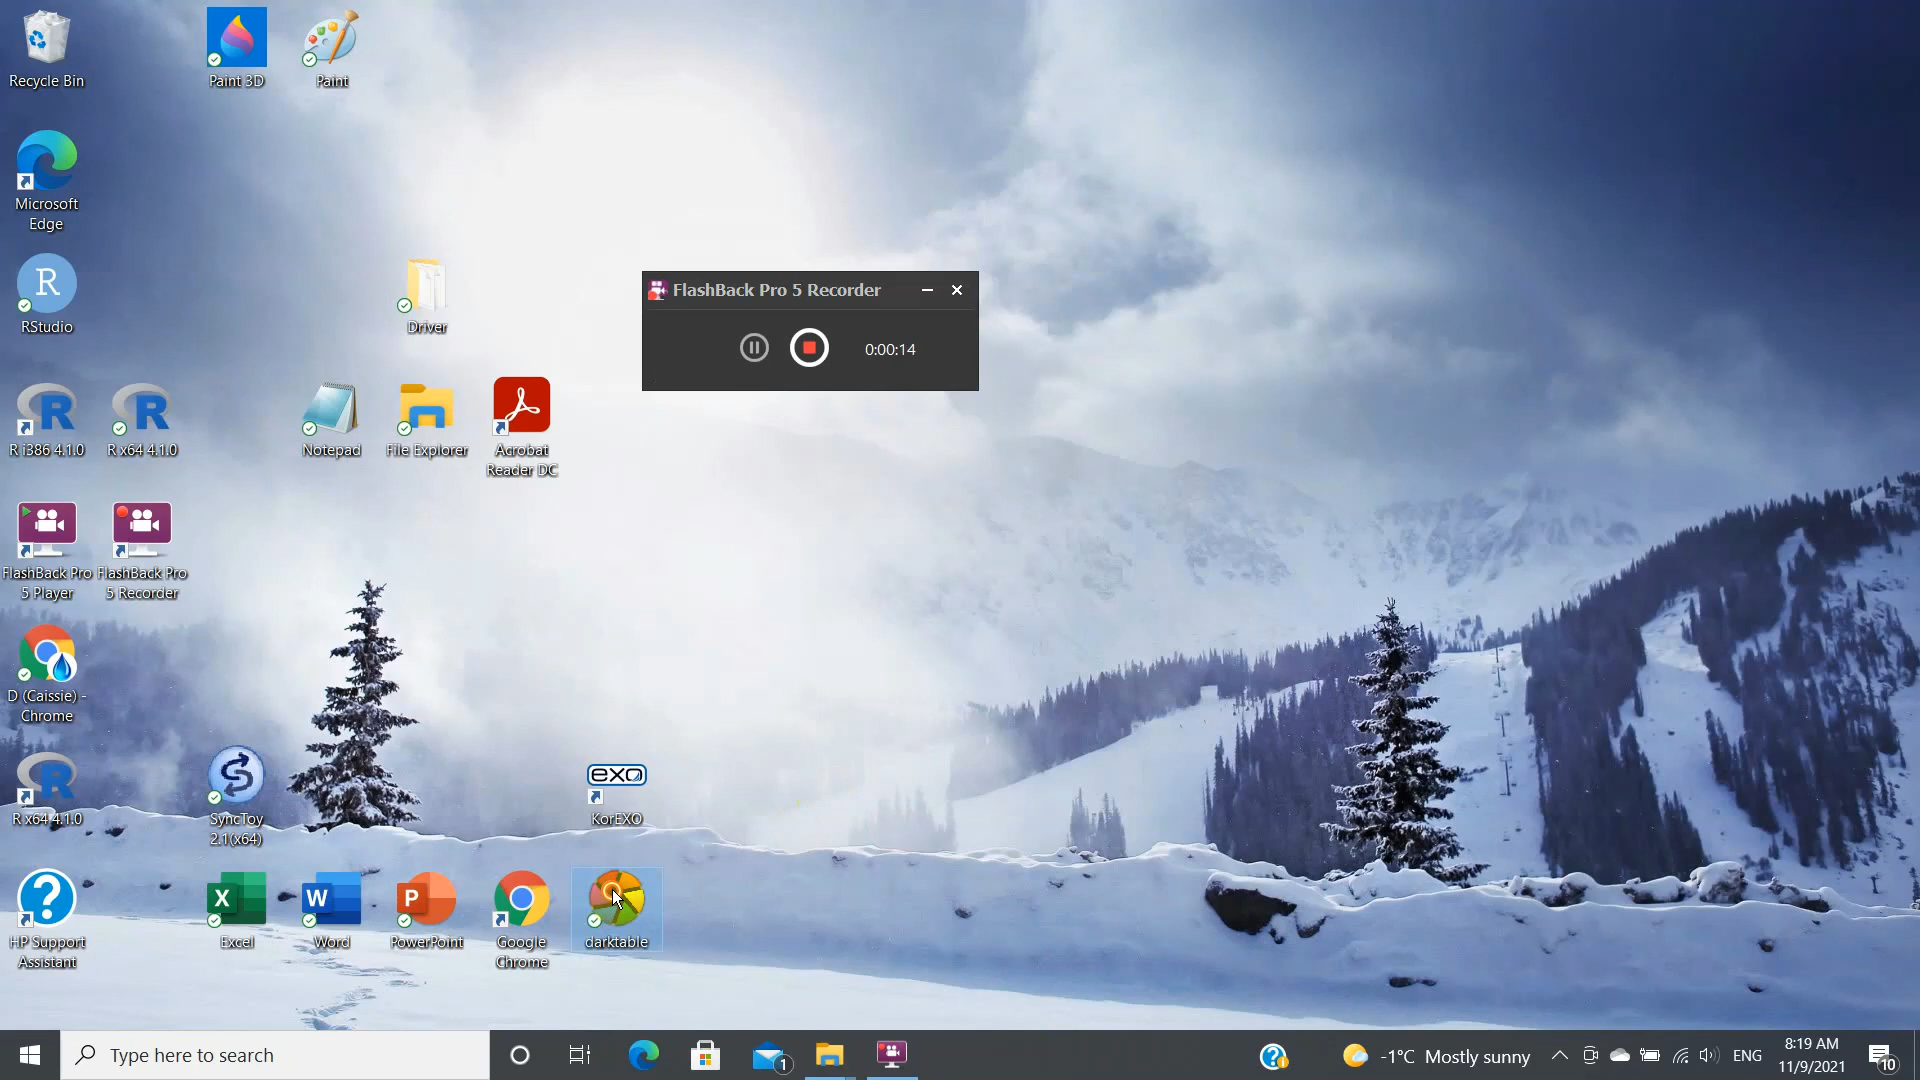 Recycle Bin
Paint 3D
Paint
Microsoft
Edge
R
RStudio
Driver
FlashBack Pro 5 Recorder
0:00:14
R i386 4.1.0
R x64 4.1.0
Notepad
File Explorer
Acrobat
Reader DC
FlashBack Pro
5 Player
FlashBack Pro
5 Recorder
D (Caissie) -
Chrome
R x64 4.1.0
SyncToy
2.1(x64)
exo
KorEXO
HP Support
Assistant
X
Excel
W
Word
P
PowerPoint
Google
Chrome
darktable
Type here to search
1
-1°C Mostly sunny
ENG
8:19 AM
11/9/2021
10